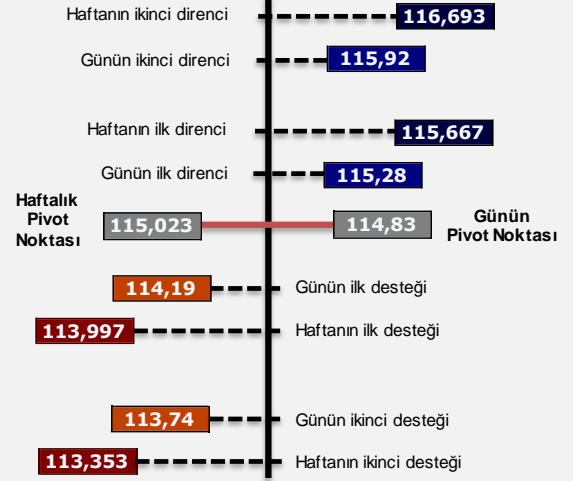 Haftanın ikinci direnci
116,693
Günün ikinci direnci
115,92
Haftanın ilk direnci
115,667
Günün ilk direnci
115,28
Haftalık
Pivot
Noktası
115,023
114,83
Günün
Pivot Noktası
114,19
Günün ilk desteği
113,997
Haftanın ilk desteği
113,74
Günün ikinci desteği
113,353
Haftanın ikinci desteği